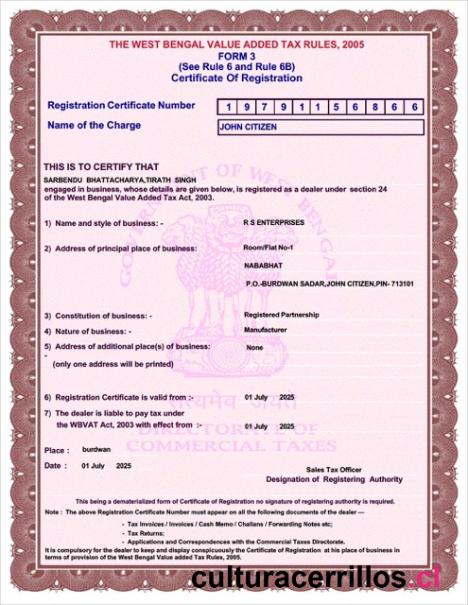 THE WEST BENGAL VALUE ADDED TAX RULES, 2005
FORM 3
(See Rule 6 and Rule 6B)
Certificate Of Registration
Registration Certificate Number 1 9 7 9 1 1 5 6 8 6 6
Name of the Charge JOHN CITIZEN
THIS IS TO CERTIFY THAT
SARBENDU BHATTACHARYA,TIRATH SINGH
engaged in business, whose details are given below, is registered as a dealer under section 24
of the West Bengal Value Added Tax Act, 2003.
GOVERNMENT OF WEST BENGAL
1) Name and style of business: - R S ENTERPRISES
2) Address of principal place of business: Room/Flat No-1
NABABHAT
P.O.-BURDWAN SADAR,JOHN CITIZEN,PIN- 713101
3) Constitution of business: - Registered Partnership
4) Nature of business: - Manufacturer
5) Address of additional place(s) of business: None
-
(only one address will be printed)
सत्यमेव जयते
6) Registration Certificate is valid from :- 01 July 2025
7) The dealer is liable to pay tax under
the WBVAT Act, 2003 with effect from :- 01 July 2025
DIRECTORATE OF
COMMERCIAL TAXES
Place : burdwan
Date : 01 July 2025
Sales Tax Officer
Designation of Registering Authority
This being a dematerialized form of Certificate of Registration no signature of registering authority is required.
Note : The above Registration Certificate Number must appear on all the following documents of the dealer —
- Tax Invoices / Invoices / Cash Memo / Challans / Forwarding Notes etc;
- Tax Returns;
- Applications and Correspondences with the Commercial Taxes Directorate.
It is compulsory for the dealer to keep and display conspicuously the Certificate of Registration at his place of business in
terms of provision of the West Bengal Value added Tax Rules, 2005.
culturacerrillos.cl